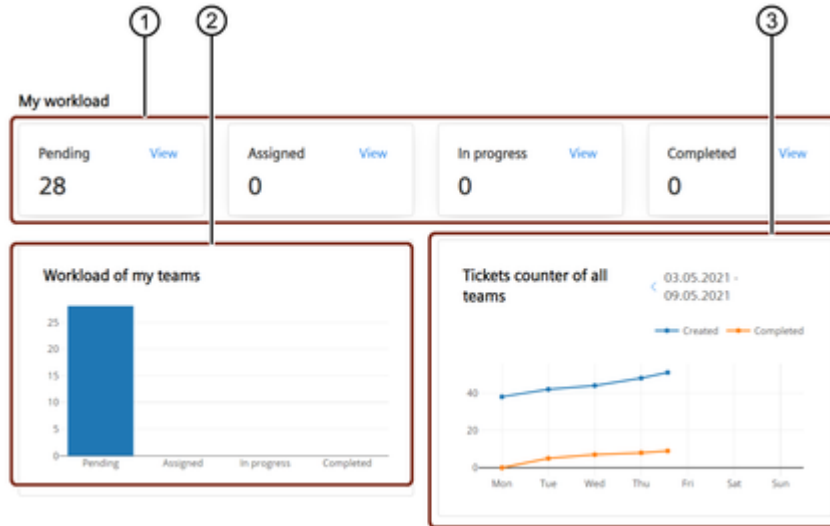 1 2 3
My workload
Pending View Assigned View In progress View Completed View
28 0 0 0
Workload of my teams
25
20
15
10
5
0
Pending Assigned In progress Completed
Tickets counter of all
teams
< 03.05.2021 -
09.05.2021
Created Completed
40
20
0
Mon Tue Wed Thu Fri Sat Sun